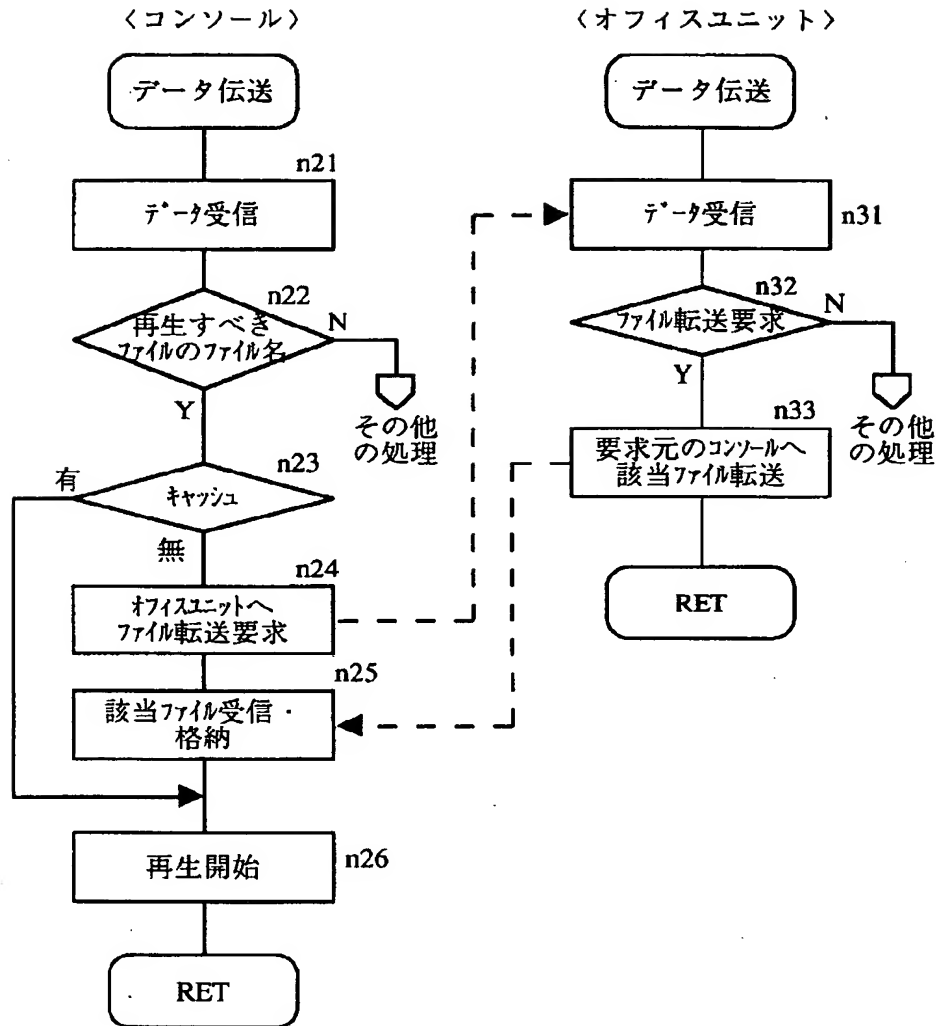 〈コンソール〉
データ伝送
n21
データ受信
n22
再生すべき
ファイルのファイル名
N
Y
その他
の処理
n23
キャッシュ
有
無
n24
オフィスユニットへ
ファイル転送要求
n25
該当ファイル受信・
格納
再生開始
n26
RET
〈オフィスユニット〉
データ伝送
データ受信
n31
n32
ファイル転送要求
N
Y
その他
の処理
n33
要求元のコンソールへ
該当ファイル転送
RET